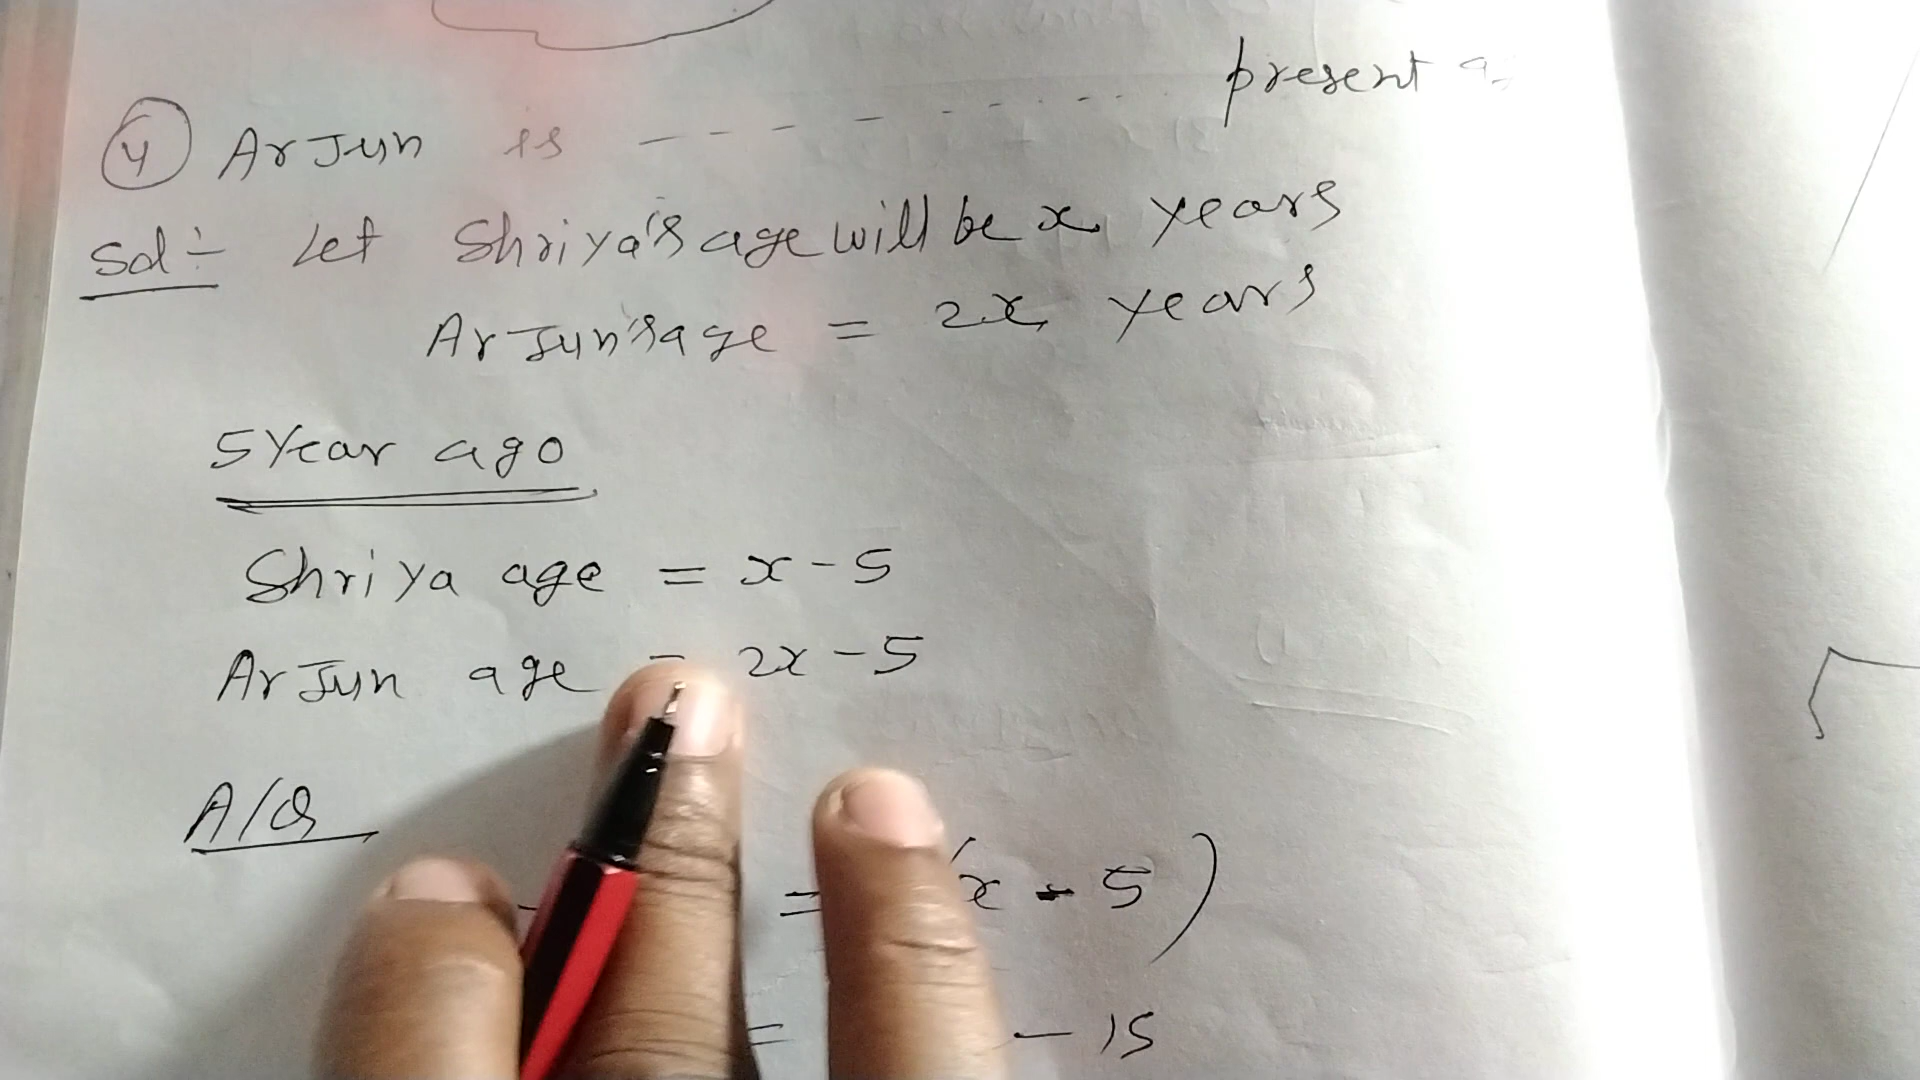 4 Arjun is - - - - - - - present
Sol:- Let Shriya's age will be x years
Arjun's age = 2x years
5 Year ago
Shriya age = x - 5
Arjun age = 2x - 5
A/Q
= (x - 5)
= - 15